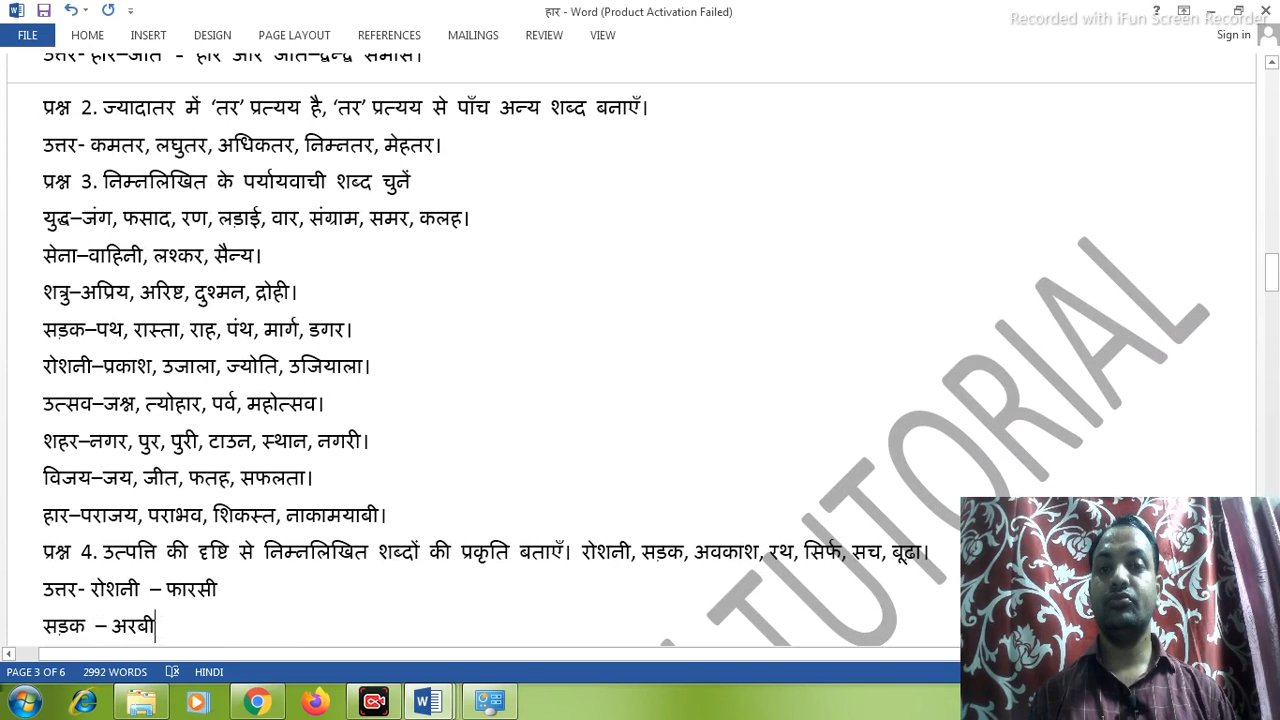 हार - Word (Product Activation Failed)
Recorded with iFun Screen Recorder
FILE HOME INSERT DESIGN PAGE LAYOUT REFERENCES MAILINGS REVIEW VIEW Sign in
उत्तर- हार–जीत - हार और जीत–द्वन्द्व समास।
प्रश्न 2. ज्यादातर में ‘तर’ प्रत्यय है, ‘तर’ प्रत्यय से पाँच अन्य शब्द बनाएँ।
उत्तर- कमतर, लघुतर, अधिकतर, निम्नतर, मेहतर।
प्रश्न 3. निम्नलिखित के पर्यायवाची शब्द चुनें
युद्ध–जंग, फसाद, रण, लड़ाई, वार, संग्राम, समर, कलह।
सेना–वाहिनी, लश्कर, सैन्य।
शत्रु–अप्रिय, अरिष्ट, दुश्मन, द्रोही।
सड़क–पथ, रास्ता, राह, पंथ, मार्ग, डगर।
रोशनी–प्रकाश, उजाला, ज्योति, उजियाला।
उत्सव–जश्न, त्योहार, पर्व, महोत्सव।
शहर–नगर, पुर, पुरी, टाउन, स्थान, नगरी।
विजय–जय, जीत, फतह, सफलता।
हार–पराजय, पराभव, शिकस्त, नाकामयाबी।
प्रश्न 4. उत्पत्ति की दृष्टि से निम्नलिखित शब्दों की प्रकृति बताएँ। रोशनी, सड़क, अवकाश, रथ, सिर्फ, सच, बूढ़ा।
उत्तर- रोशनी – फारसी
सड़क – अरबी
TUTORIAL
PAGE 3 OF 6 2992 WORDS HINDI